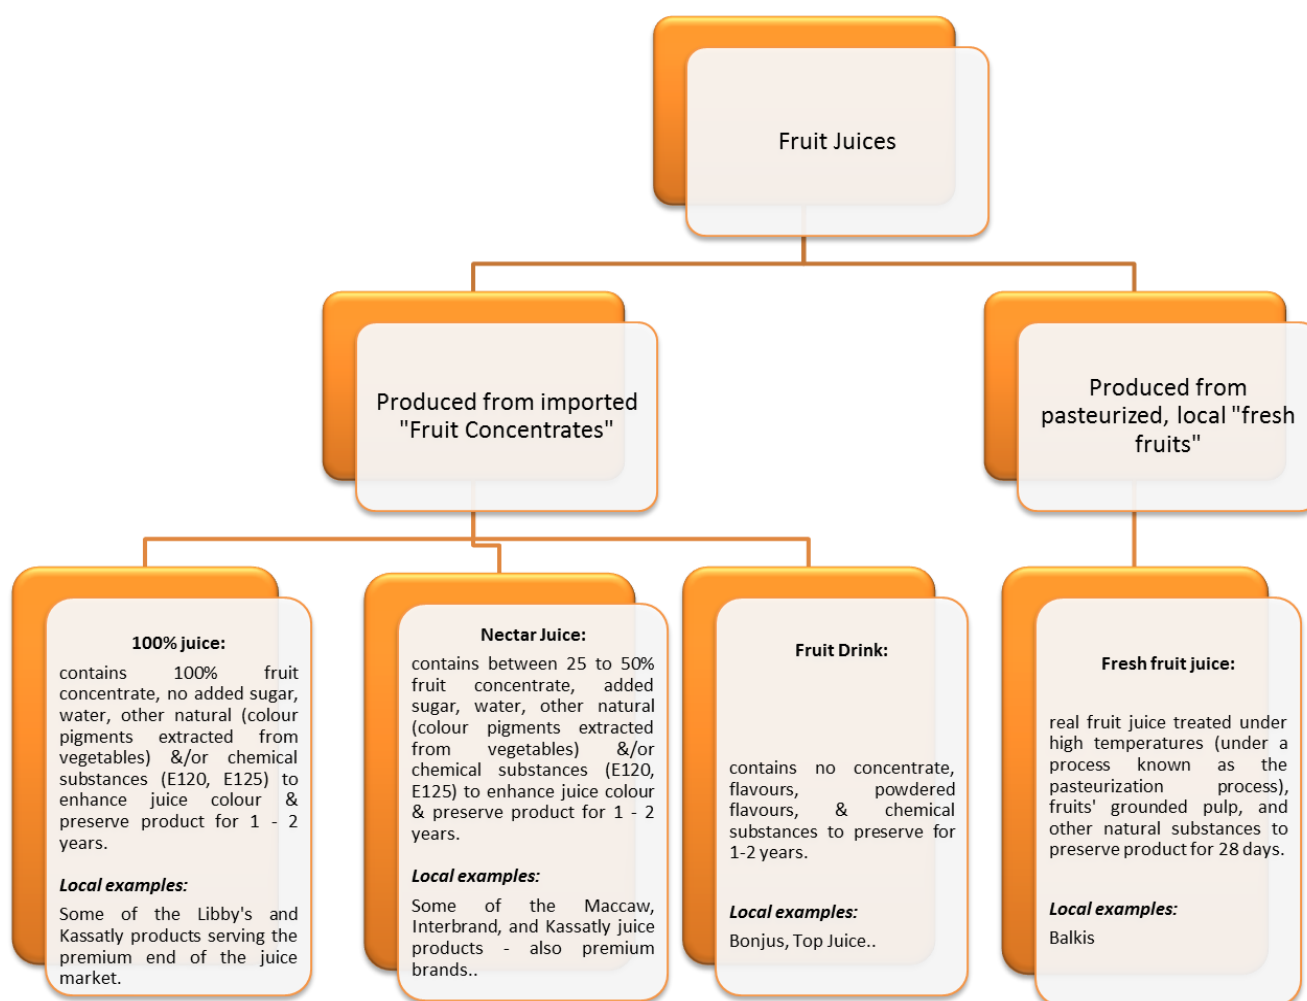 Fruit Juices
Produced from imported
"Fruit Concentrates"
Produced from
pasteurized, local "fresh
fruits"
100% juice:
contains 100% fruit
concentrate, no added sugar,
water, other natural (colour
pigments extracted from
vegetables) &/or chemical
substances (E120, E125) to
enhance juice colour &
preserve product for 1 - 2
years.
Local examples:
Some of the Libby's and
Kassatly products serving the
premium end of the juice
market.
Nectar Juice:
contains between 25 to 50%
fruit concentrate, added
sugar, water, other natural
(colour pigments extracted
from vegetables) &/or
chemical substances (E120,
E125) to enhance juice colour
& preserve product for 1 - 2
years.
Local examples:
Some of the Maccaw,
Interbrand, and Kassatly juice
products - also premium
brands..
Fruit Drink:
contains no concentrate,
flavours, powdered
flavours, & chemical
substances to preserve for
1-2 years.
Local examples:
Bonjus, Top Juice..
Fresh fruit juice:
real fruit juice treated under
high temperatures (under a
process known as the
pasteurization process),
fruits' grounded pulp, and
other natural substances to
preserve product for 28 days.
Local examples:
Balkis